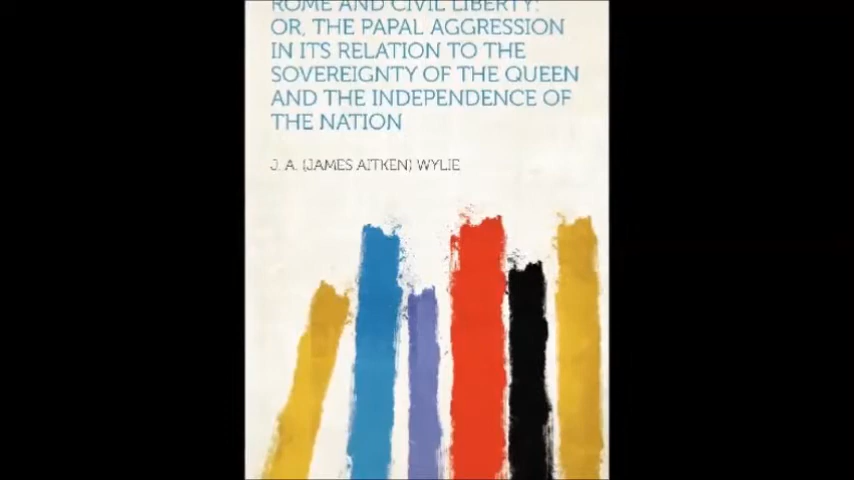 ROME AND CIVIL LIBERTY:
OR, THE PAPAL AGGRESSION
IN ITS RELATION TO THE
SOVEREIGNTY OF THE QUEEN
AND THE INDEPENDENCE OF
THE NATION
J. A. (JAMES AITKEN) WYLIE